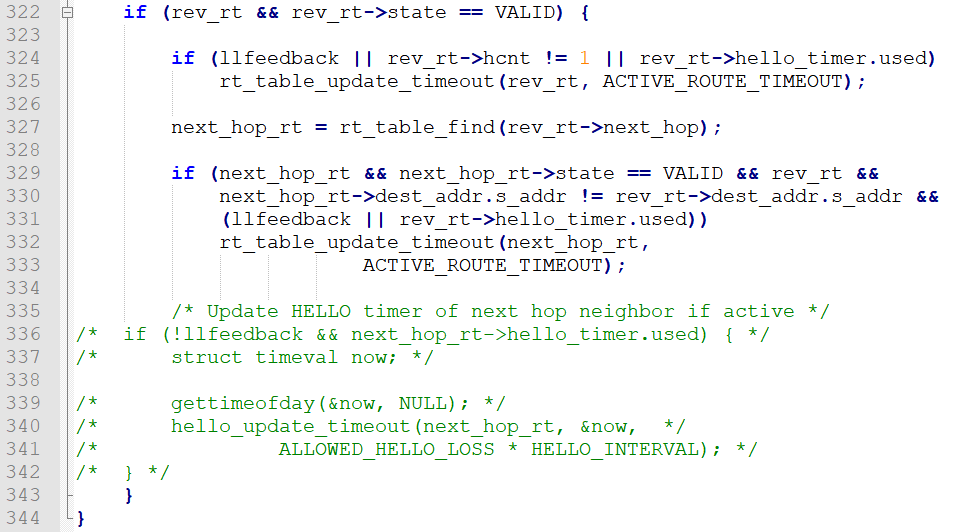 322     if (rev_rt && rev_rt->state == VALID) {
323
324         if (llfeedback || rev_rt->hcnt != 1 || rev_rt->hello_timer.used)
325             rt_table_update_timeout(rev_rt, ACTIVE_ROUTE_TIMEOUT);
326
327         next_hop_rt = rt_table_find(rev_rt->next_hop);
328
329         if (next_hop_rt && next_hop_rt->state == VALID && rev_rt &&
330             next_hop_rt->dest_addr.s_addr != rev_rt->dest_addr.s_addr &&
331             (llfeedback || rev_rt->hello_timer.used))
332             rt_table_update_timeout(next_hop_rt,
333                         ACTIVE_ROUTE_TIMEOUT);
334
335         /* Update HELLO timer of next hop neighbor if active */
336 /*  if (!llfeedback && next_hop_rt->hello_timer.used) { */
337 /*      struct timeval now; */
338
339 /*      gettimeofday(&now, NULL); */
340 /*      hello_update_timeout(next_hop_rt, &now,  */
341 /*               ALLOWED_HELLO_LOSS * HELLO_INTERVAL); */
342 /*  } */
343     }
344 }